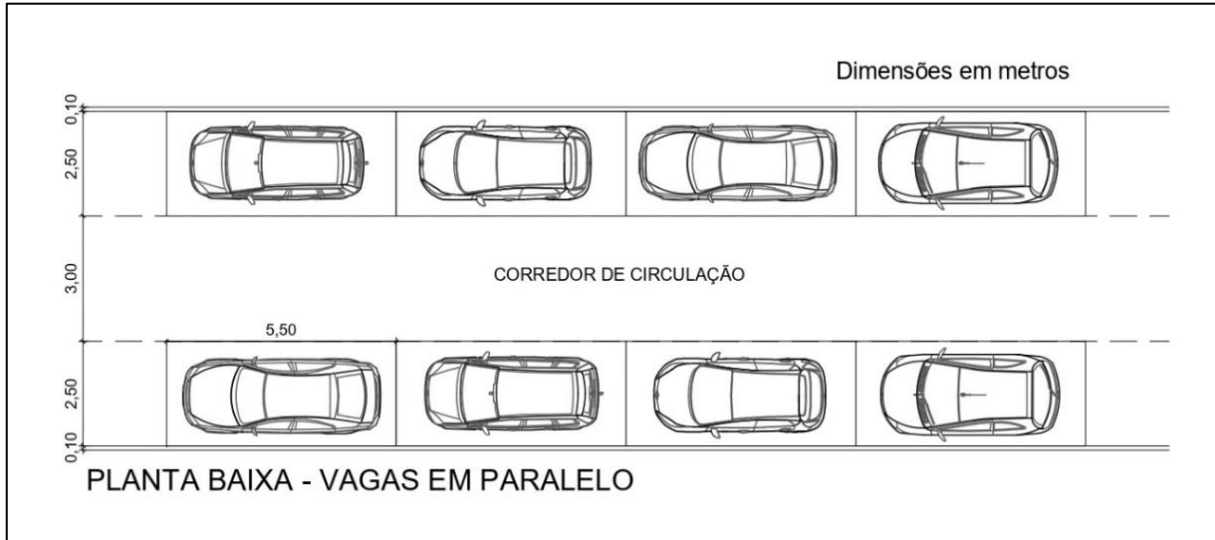 Dimensões em metros
0,10
2,50
3,00
CORREDOR DE CIRCULAÇÃO
5,50
2,50
0,10
PLANTA BAIXA - VAGAS EM PARALELO